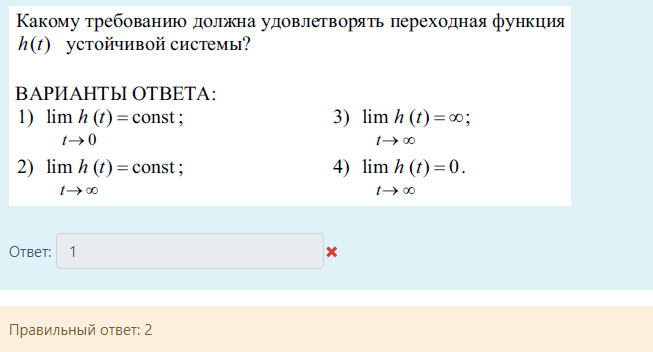 Какому требованию должна удовлетворять переходная функция
h(t) устойчивой системы?
ВАРИАНТЫ ОТВЕТА:
1) lim h (t) = const;
t→0
2) lim h (t) = const;
t→∞
3) lim h (t) = ∞;
t→∞
4) lim h (t) = 0.
t→∞
Ответ: 1
Правильный ответ: 2